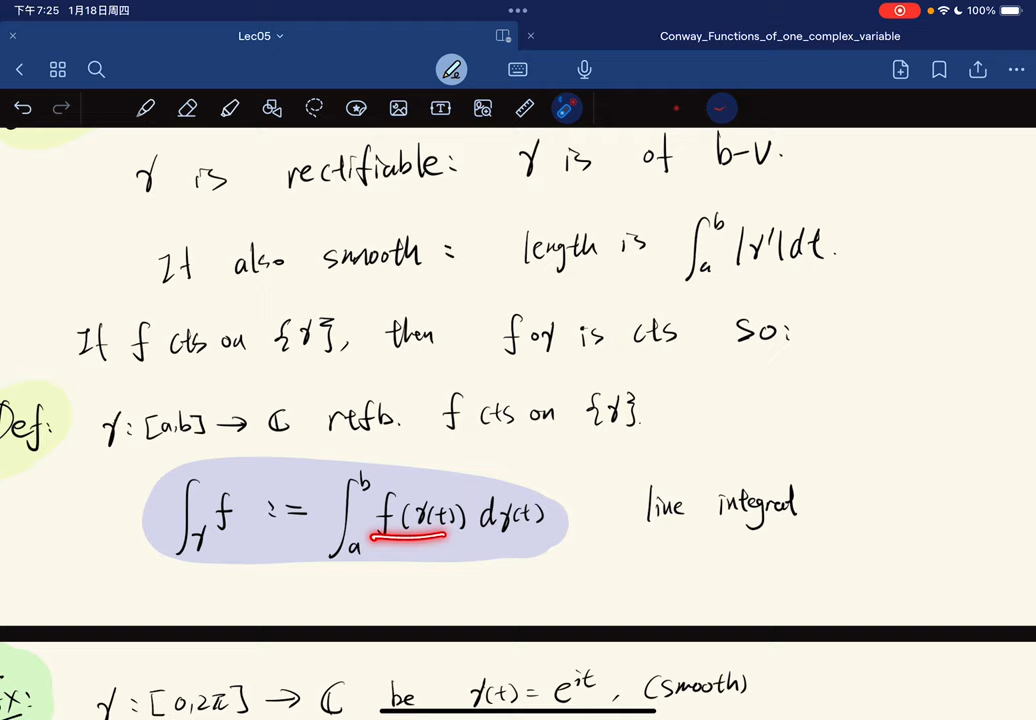 下午7:25 1月18日周四
100%
Lec05
Conway_Functions_of_one_complex_variable
γ is rectifiable: γ is of b-v.
If also smooth: length is ∫_a^b |γ'|dt.
If f cts on {γ}, then f∘γ is cts so:
Def: γ: [a,b] → ℂ retfb. f cts on {γ}.
∫_γ f := ∫_a^b f(γ(t)) dγ(t) line integral
Ex: γ: [0,2π] → ℂ be γ(t) = e^{it}, (smooth)